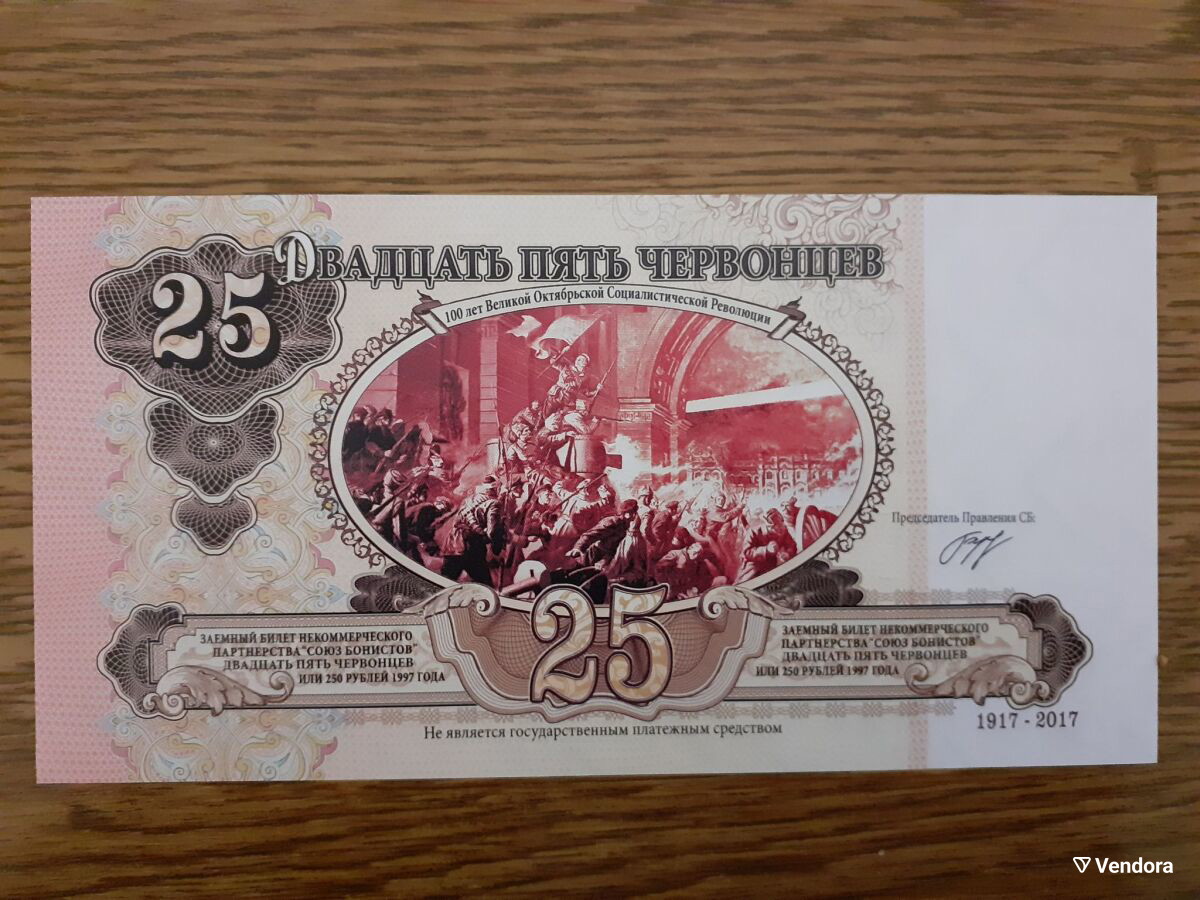 ДВАДЦАТЬ ПЯТЬ ЧЕРВОНЦЕВ
25
100 лет Великой Октябрьской Социалистической Революции
Председатель Правления СБ:
ЗАЕМНЫЙ БИЛЕТ НЕКОММЕРЧЕСКОГО
ПАРТНЕРСТВА "СОЮЗ БОНИСТОВ"
ДВАДЦАТЬ ПЯТЬ ЧЕРВОНЦЕВ
ИЛИ 250 РУБЛЕЙ 1997 ГОДА
25
ЗАЕМНЫЙ БИЛЕТ НЕКОММЕРЧЕСКОГО
ПАРТНЕРСТВА "СОЮЗ БОНИСТОВ"
ДВАДЦАТЬ ПЯТЬ ЧЕРВОНЦЕВ
ИЛИ 250 РУБЛЕЙ 1997 ГОДА
Не является государственным платежным средством
1917 - 2017
Vendora